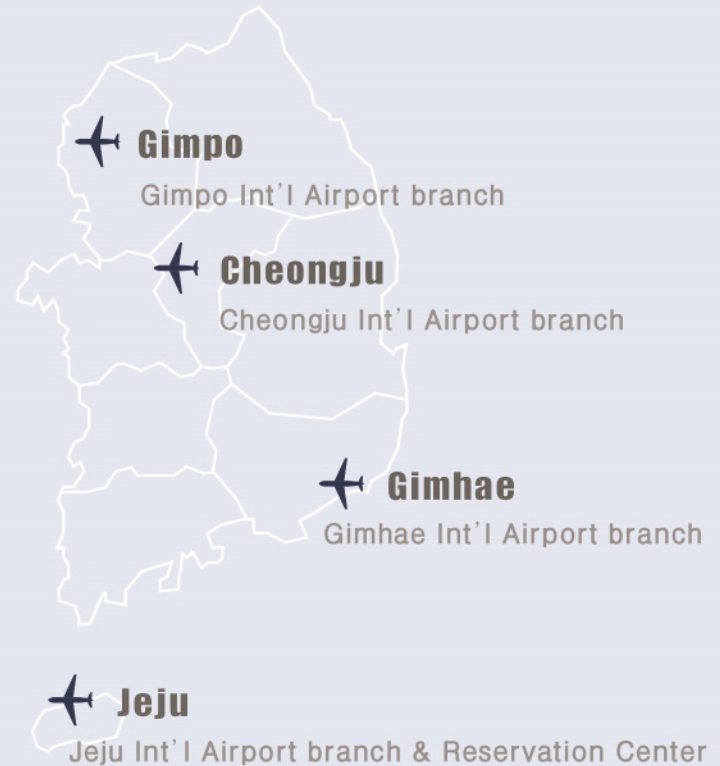 Gimpo
Gimpo Int'l Airport branch
Cheongju
Cheongju Int'l Airport branch
Gimhae
Gimhae Int'l Airport branch
Jeju
Jeju Int'l Airport branch & Reservation Center